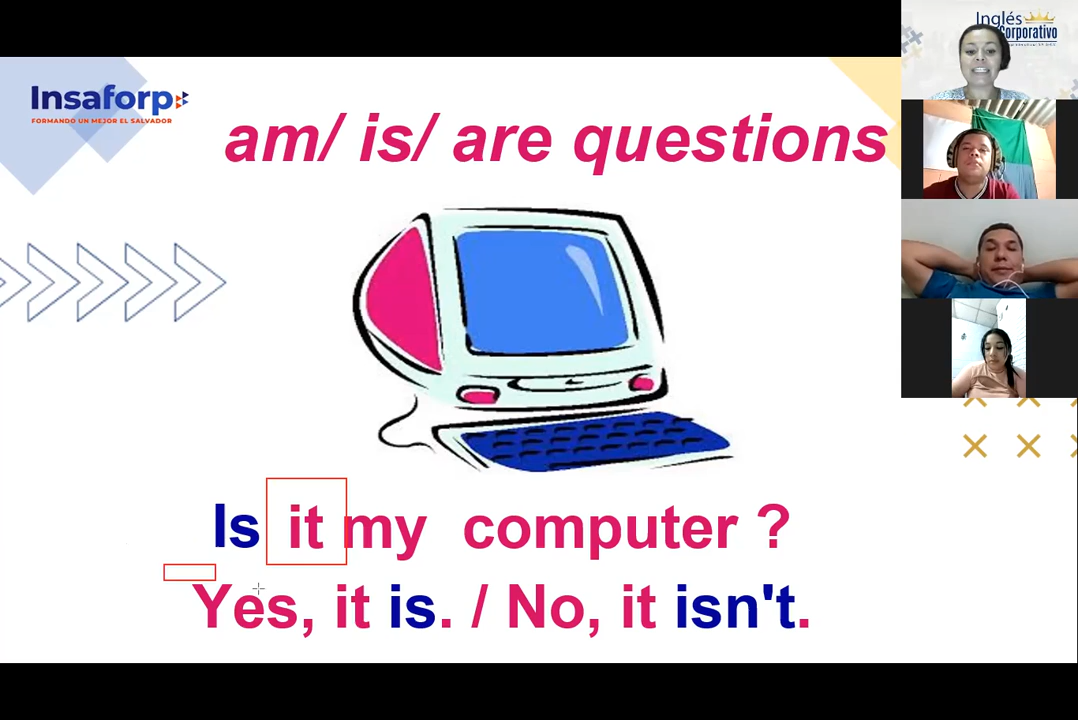 Inglés
Corporativo
Insaforp
FORMANDO UN MEJOR EL SALVADOR
am/ is/ are questions
Is it my computer ?
Yes, it is. / No, it isn't.